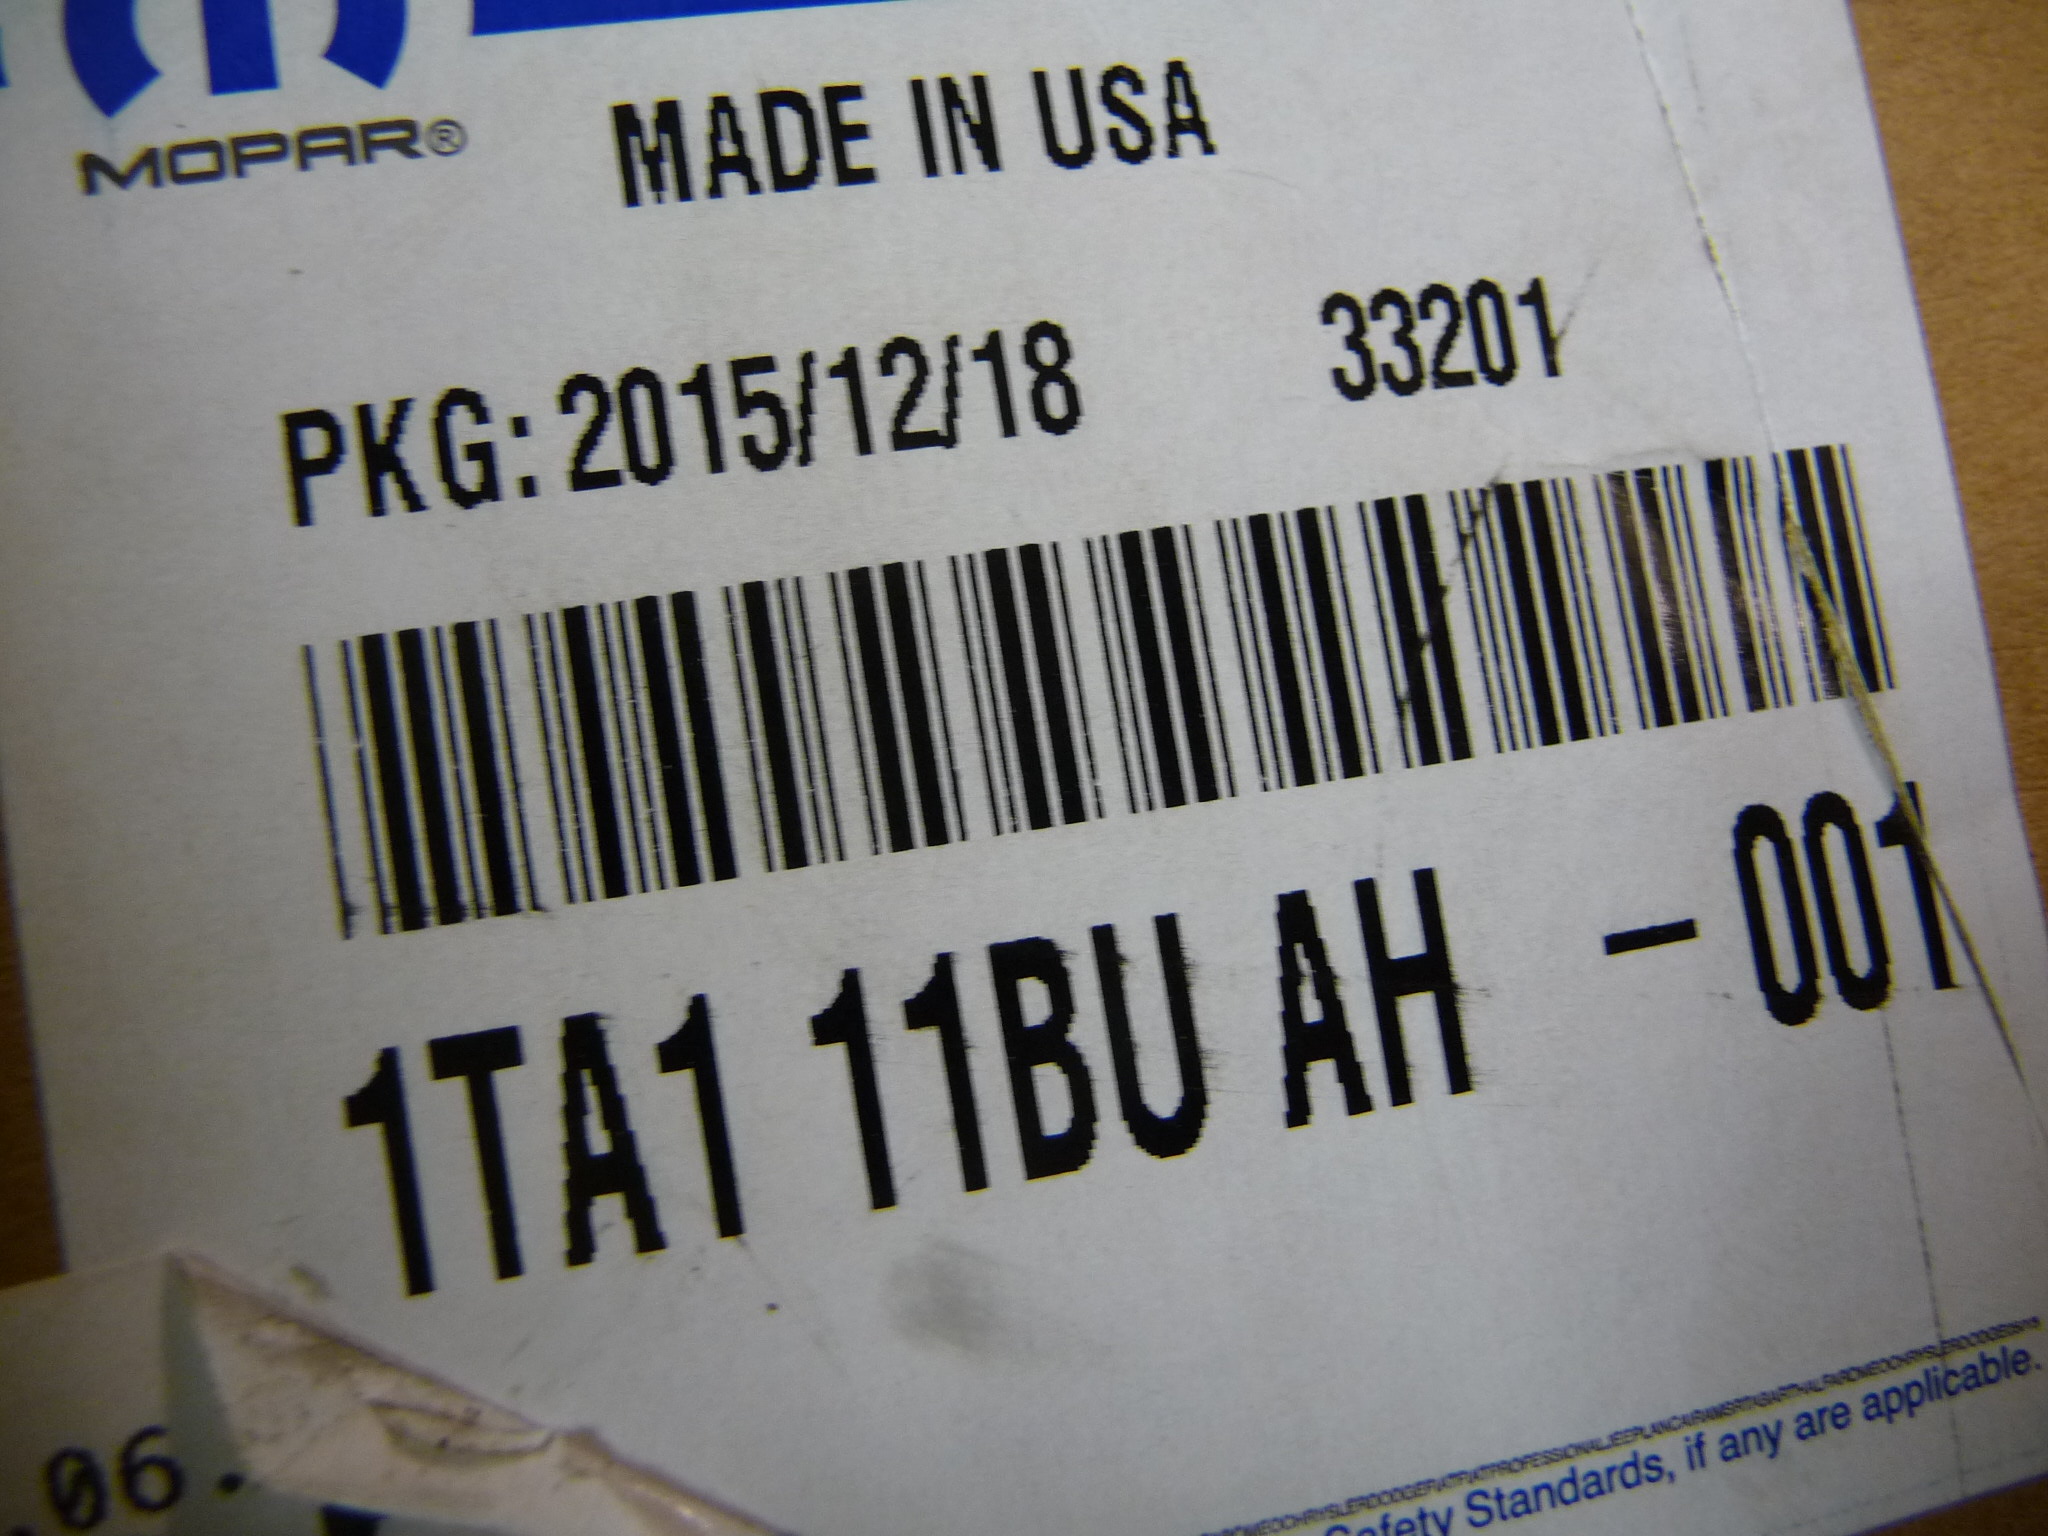 MOPAR®
MADE IN USA
PKG: 2015/12/18 33201
1TA1 11BU AH - 001
Safety Standards, if any are applicable.
06.